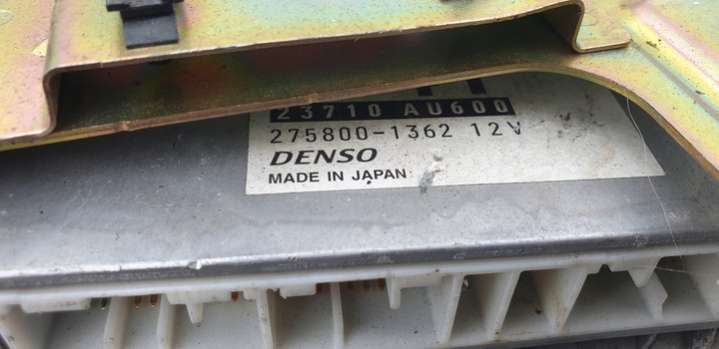 23710 AU600
275800-1362 12V
DENSO
MADE IN JAPAN